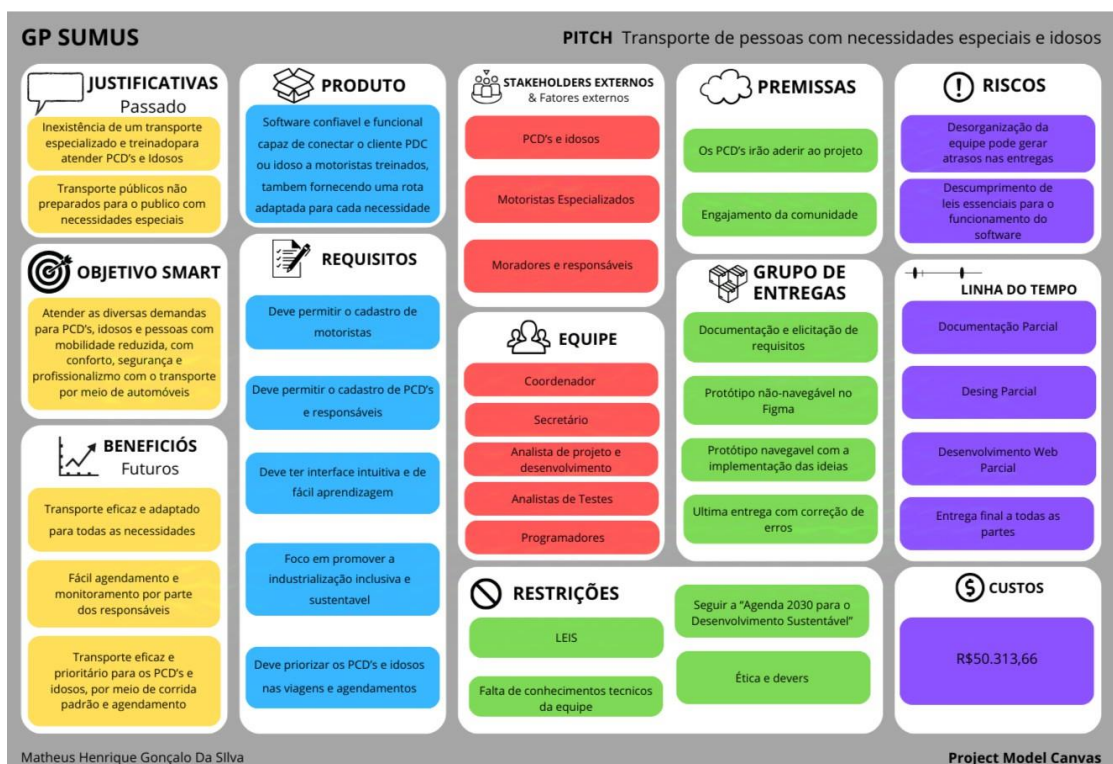 GP SUMUS
PITCH Transporte de pessoas com necessidades especiais e idosos
JUSTIFICATIVAS
Passado
Inexistência de um transporte
especializado e treinadopara
atender PCD's e Idosos
Transporte públicos não
preparados para o publico com
necessidades especiais
OBJETIVO SMART
Atender as diversas demandas
para PCD's, idosos e pessoas com
mobilidade reduzida, com
conforto, segurança e
profissionalizmo com o transporte
por meio de automóveis
BENEFICIÓS
Futuros
Transporte eficaz e adaptado
para todas as necessidades
Fácil agendamento e
monitoramento por parte
dos responsáveis
Transporte eficaz e
prioritário para os PCD's e
idosos, por meio de corrida
padrão e agendamento
PRODUTO
Software confiavel e funcional
capaz de conectar o cliente PDC
ou idoso a motoristas treinados,
tambem fornecendo uma rota
adaptada para cada necessidade
REQUISITOS
Deve permitir o cadastro de
motoristas
Deve permitir o cadastro de PCD's
e responsáveis
Deve ter interface intuitiva e de
fácil aprendizagem
Foco em promover a
industrialização inclusiva e
sustentavel
Deve priorizar os PCD's e idosos
nas viagens e agendamentos
STAKEHOLDERS EXTERNOS
& Fatores externos
PCD's e idosos
Motoristas Especializados
Moradores e responsáveis
EQUIPE
Coordenador
Secretário
Analista de projeto e
desenvolvimento
Analistas de Testes
Programadores
PREMISSAS
Os PCD's irão aderir ao projeto
Engajamento da comunidade
GRUPO DE
ENTREGAS
Documentação e elicitação de
requisitos
Protótipo não-navegável no
Figma
Protótipo navegavel com a
implementação das ideias
Ultima entrega com correção de
erros
RESTRIÇÕES
LEIS
Falta de conhecimentos tecnicos
da equipe
Seguir a "Agenda 2030 para o
Desenvolvimento Sustentável"
Ética e devers
RISCOS
Desorganização da
equipe pode gerar
atrasos nas entregas
Descumprimento de
leis essenciais para o
funcionamento do
software
LINHA DO TEMPO
Documentação Parcial
Desing Parcial
Desenvolvimento Web
Parcial
Entrega final a todas as
partes
CUSTOS
R$50.313,66
Matheus Henrique Gonçalo Da SIlva
Project Model Canvas